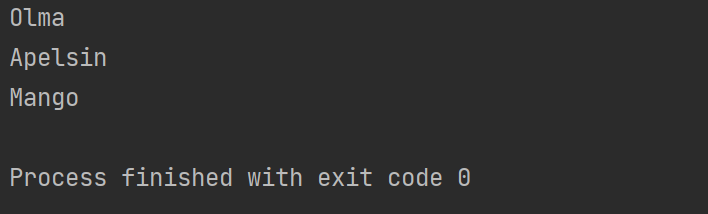 Olma
Apelsin
Mango
Process finished with exit code 0